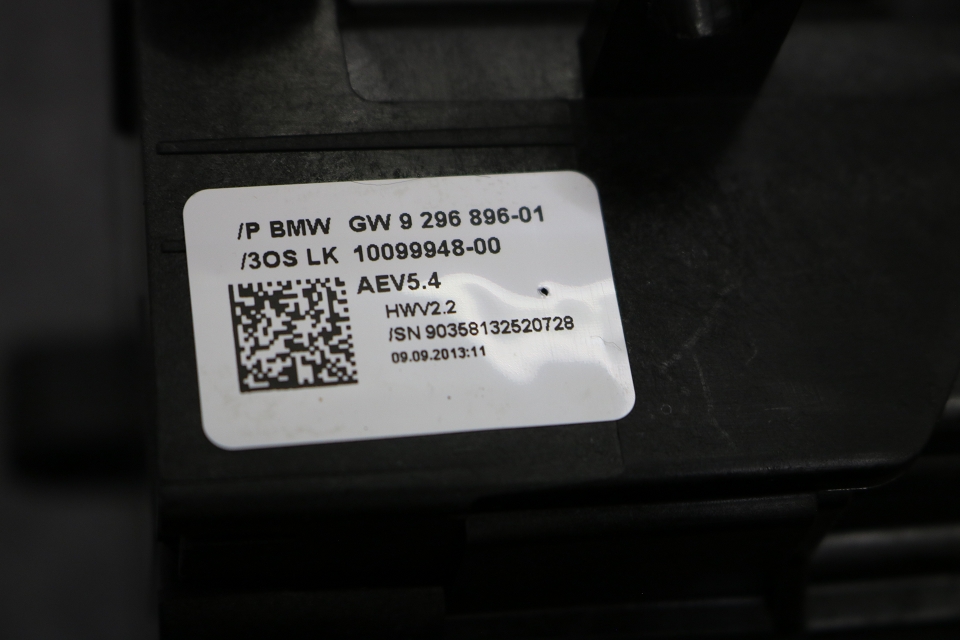 /P BMW GW 9 296 896-01
/3OS LK 10099948-00
AEV5.4
HWV2.2
/SN 90358132520728
09.09.2013:11